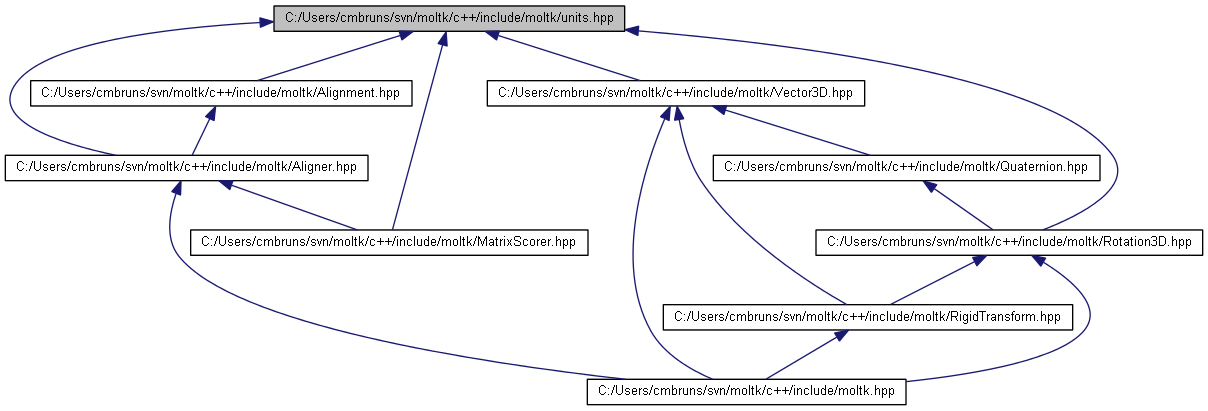 C:/Users/cmbruns/svn/moltk/c++/include/moltk/units.hpp
C:/Users/cmbruns/svn/moltk/c++/include/moltk/Alignment.hpp
C:/Users/cmbruns/svn/moltk/c++/include/moltk/Vector3D.hpp
C:/Users/cmbruns/svn/moltk/c++/include/moltk/Aligner.hpp
C:/Users/cmbruns/svn/moltk/c++/include/moltk/Quaternion.hpp
C:/Users/cmbruns/svn/moltk/c++/include/moltk/MatrixScorer.hpp
C:/Users/cmbruns/svn/moltk/c++/include/moltk/Rotation3D.hpp
C:/Users/cmbruns/svn/moltk/c++/include/moltk/RigidTransform.hpp
C:/Users/cmbruns/svn/moltk/c++/include/moltk.hpp